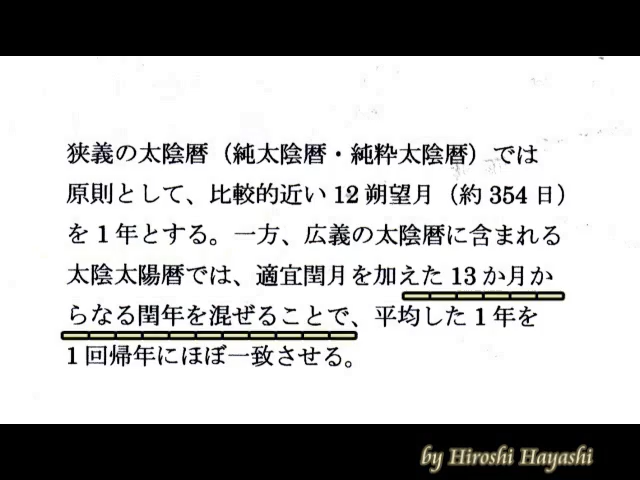 狭義の太陰暦（純太陰暦・純粋太陰暦）では
原則として、比較的近い 12 朔望月（約 354 日）
を 1 年とする。一方、広義の太陰暦に含まれる
太陰太陽暦では、適宜閏月を加えた 13 か月か
らなる閏年を混ぜることで、平均した 1 年を
1 回帰年にほぼ一致させる。
by Hiroshi Hayashi